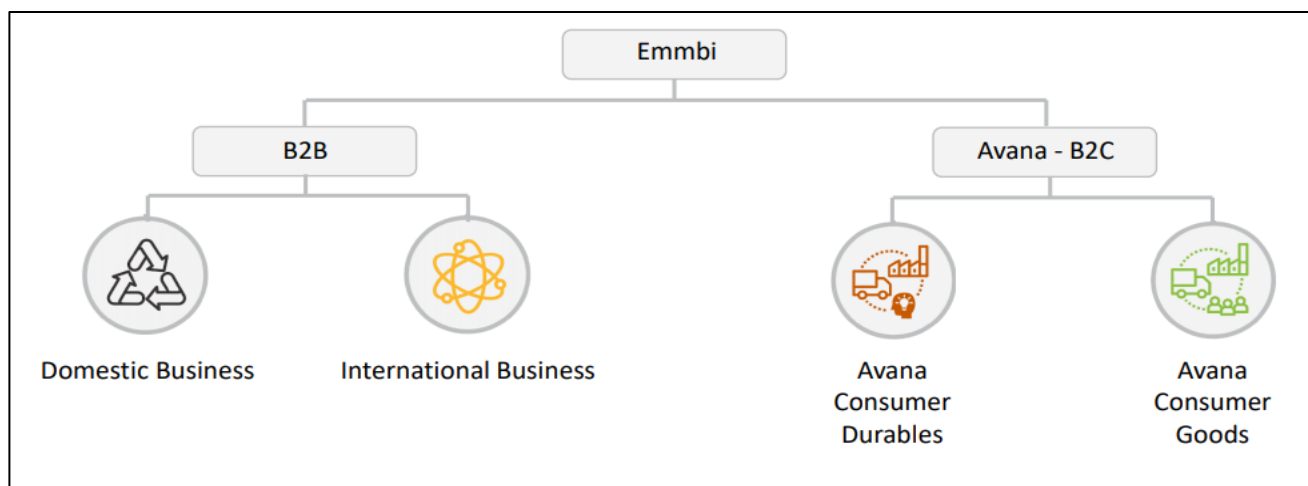 Emmbi
B2B
Avana - B2C
Domestic Business
International Business
Avana
Consumer
Durables
Avana
Consumer
Goods